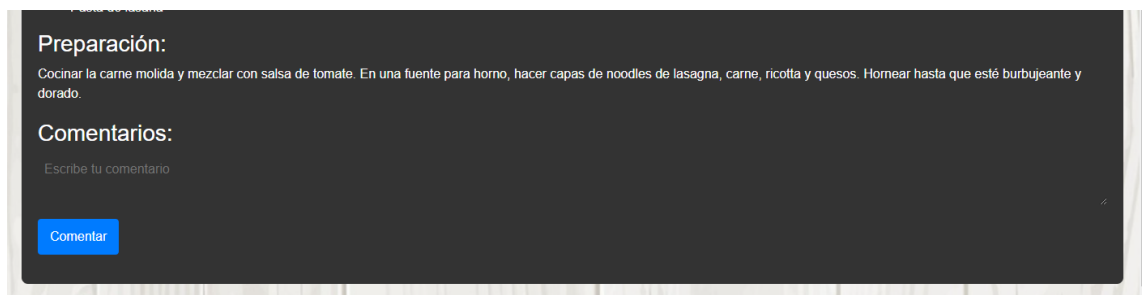 Preparación:
Cocinar la carne molida y mezclar con salsa de tomate. En una fuente para horno, hacer capas de noodles de lasagna, carne, ricotta y quesos. Hornear hasta que esté burbujeante y
dorado.
Comentarios:
Escribe tu comentario
Comentar